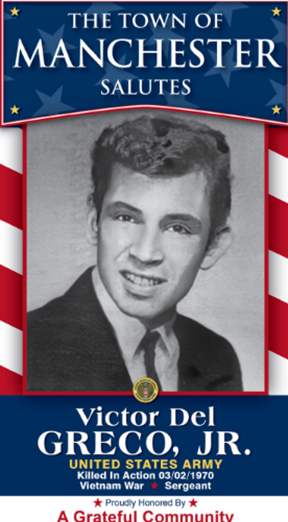 THE TOWN OF
MANCHESTER
SALUTES
Victor Del
GRECO, JR.
UNITED STATES ARMY
Killed In Action 03/02/1970
Vietnam War ★ Sergeant
★ Proudly Honored By ★
A Grateful Community